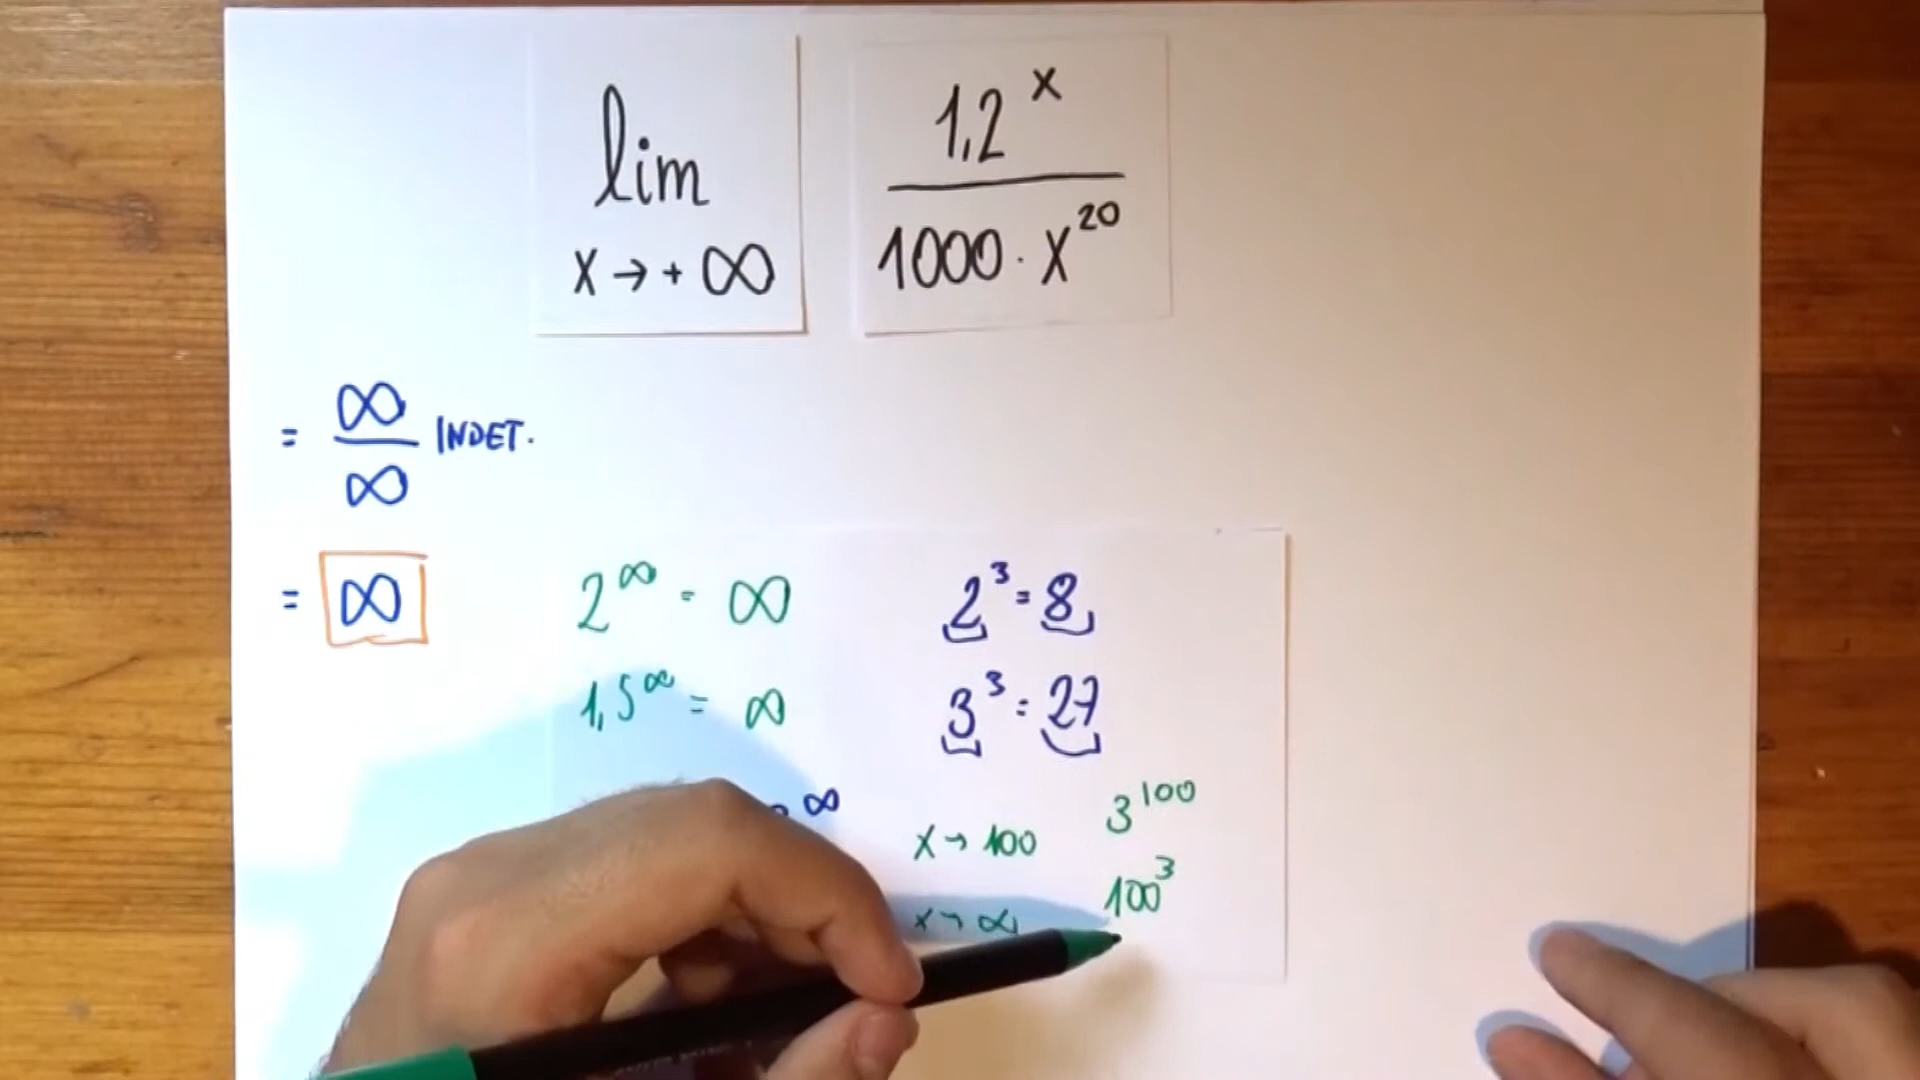 lim x→+∞ 1,2^x / 1000·x^20
= ∞/∞ INDET.
= ∞
2^∞ = ∞
1,5^∞ = ∞
∞
2^3 = 8
3^3 = 27
x→100
x→∞
3^100
100^3